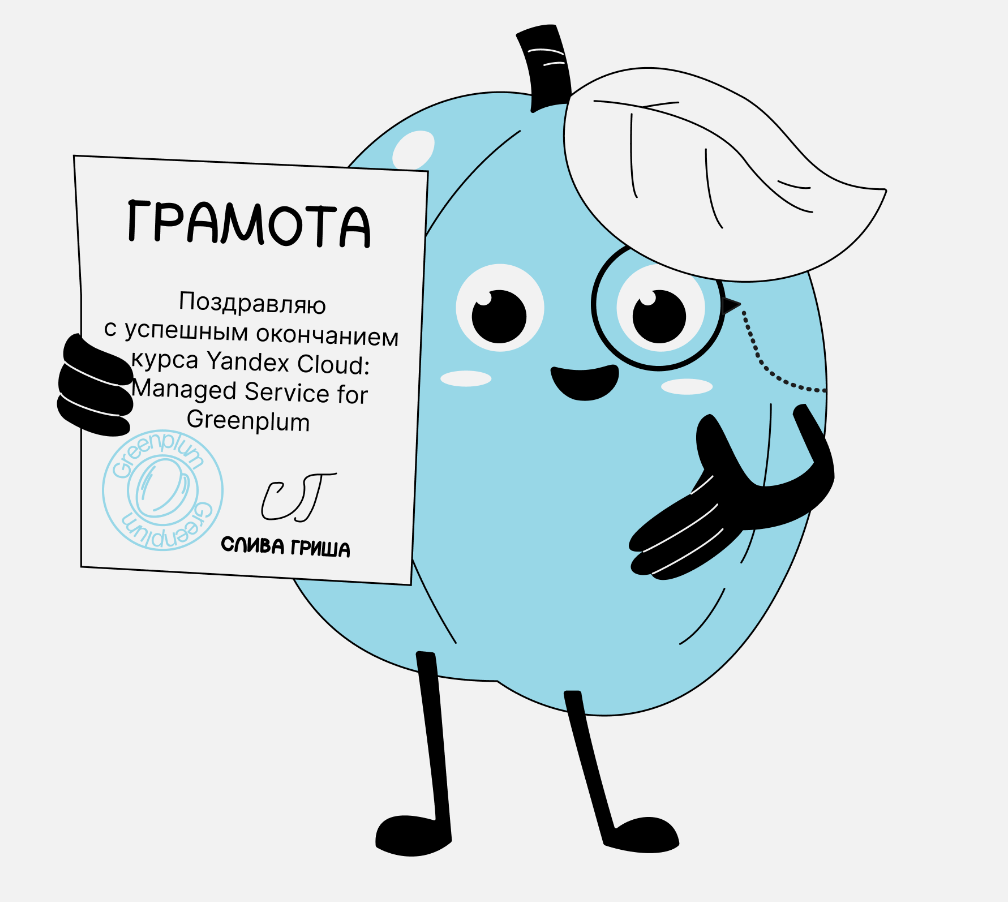 ГРАМОТА
Поздравляю
с успешным окончанием
курса Yandex Cloud:
Managed Service for
Greenplum
Greenplum
Greenplum
СЛИВА ГРИША